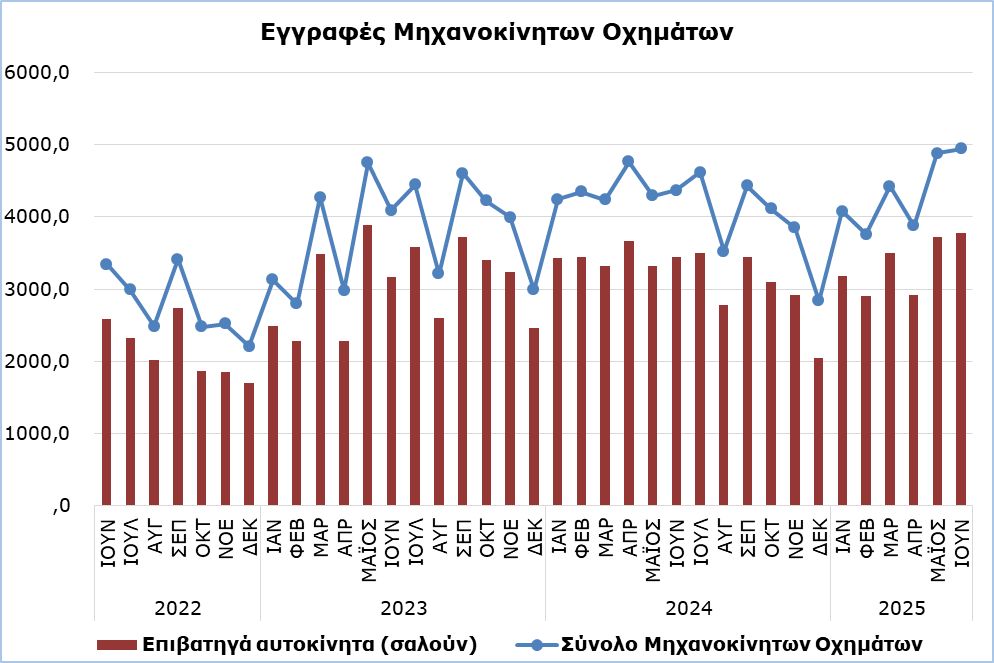 Εγγραφές Μηχανοκίνητων Οχημάτων
6000,0
5000,0
4000,0
3000,0
2000,0
1000,0
,0
ΙΟΥΝ ΙΟΥΛ ΑΥΓ ΣΕΠ ΟΚΤ ΝΟΕ ΔΕΚ ΙΑΝ ΦΕΒ ΜΑΡ ΑΠΡ ΜΑΪΟΣ ΙΟΥΝ ΙΟΥΛ ΑΥΓ ΣΕΠ ΟΚΤ ΝΟΕ ΔΕΚ ΙΑΝ ΦΕΒ ΜΑΡ ΑΠΡ ΜΑΪΟΣ ΙΟΥΝ ΙΟΥΛ ΑΥΓ ΣΕΠ ΟΚΤ ΝΟΕ ΔΕΚ ΙΑΝ ΦΕΒ ΜΑΡ ΑΠΡ ΜΑΪΟΣ ΙΟΥΝ
2022 2023 2024 2025
Επιβατηγά αυτοκίνητα (σαλούν) Σύνολο Μηχανοκίνητων Οχημάτων